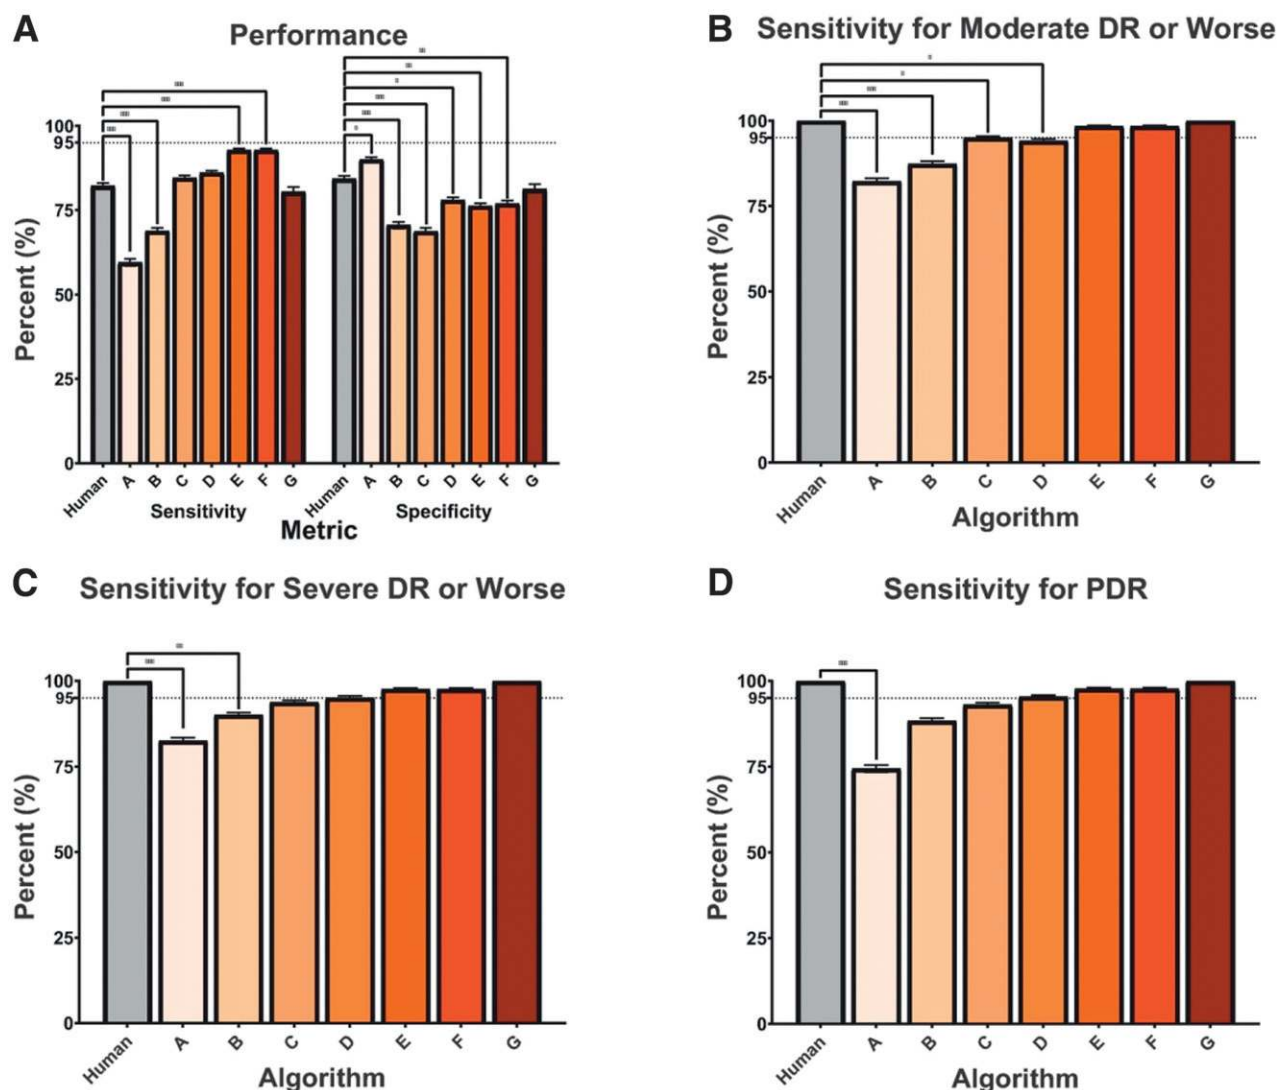 A
Performance
100
95
75
50
25
0
Percent (%)
Human A B C D E F G Human A B C D E F G
Sensitivity Specificity
Metric
B
Sensitivity for Moderate DR or Worse
100
95
75
50
25
0
Percent (%)
Human A B C D E F G
Algorithm
C
Sensitivity for Severe DR or Worse
100
95
75
50
25
0
Percent (%)
Human A B C D E F G
Algorithm
D
Sensitivity for PDR
100
95
75
50
25
0
Percent (%)
Human A B C D E F G
Algorithm